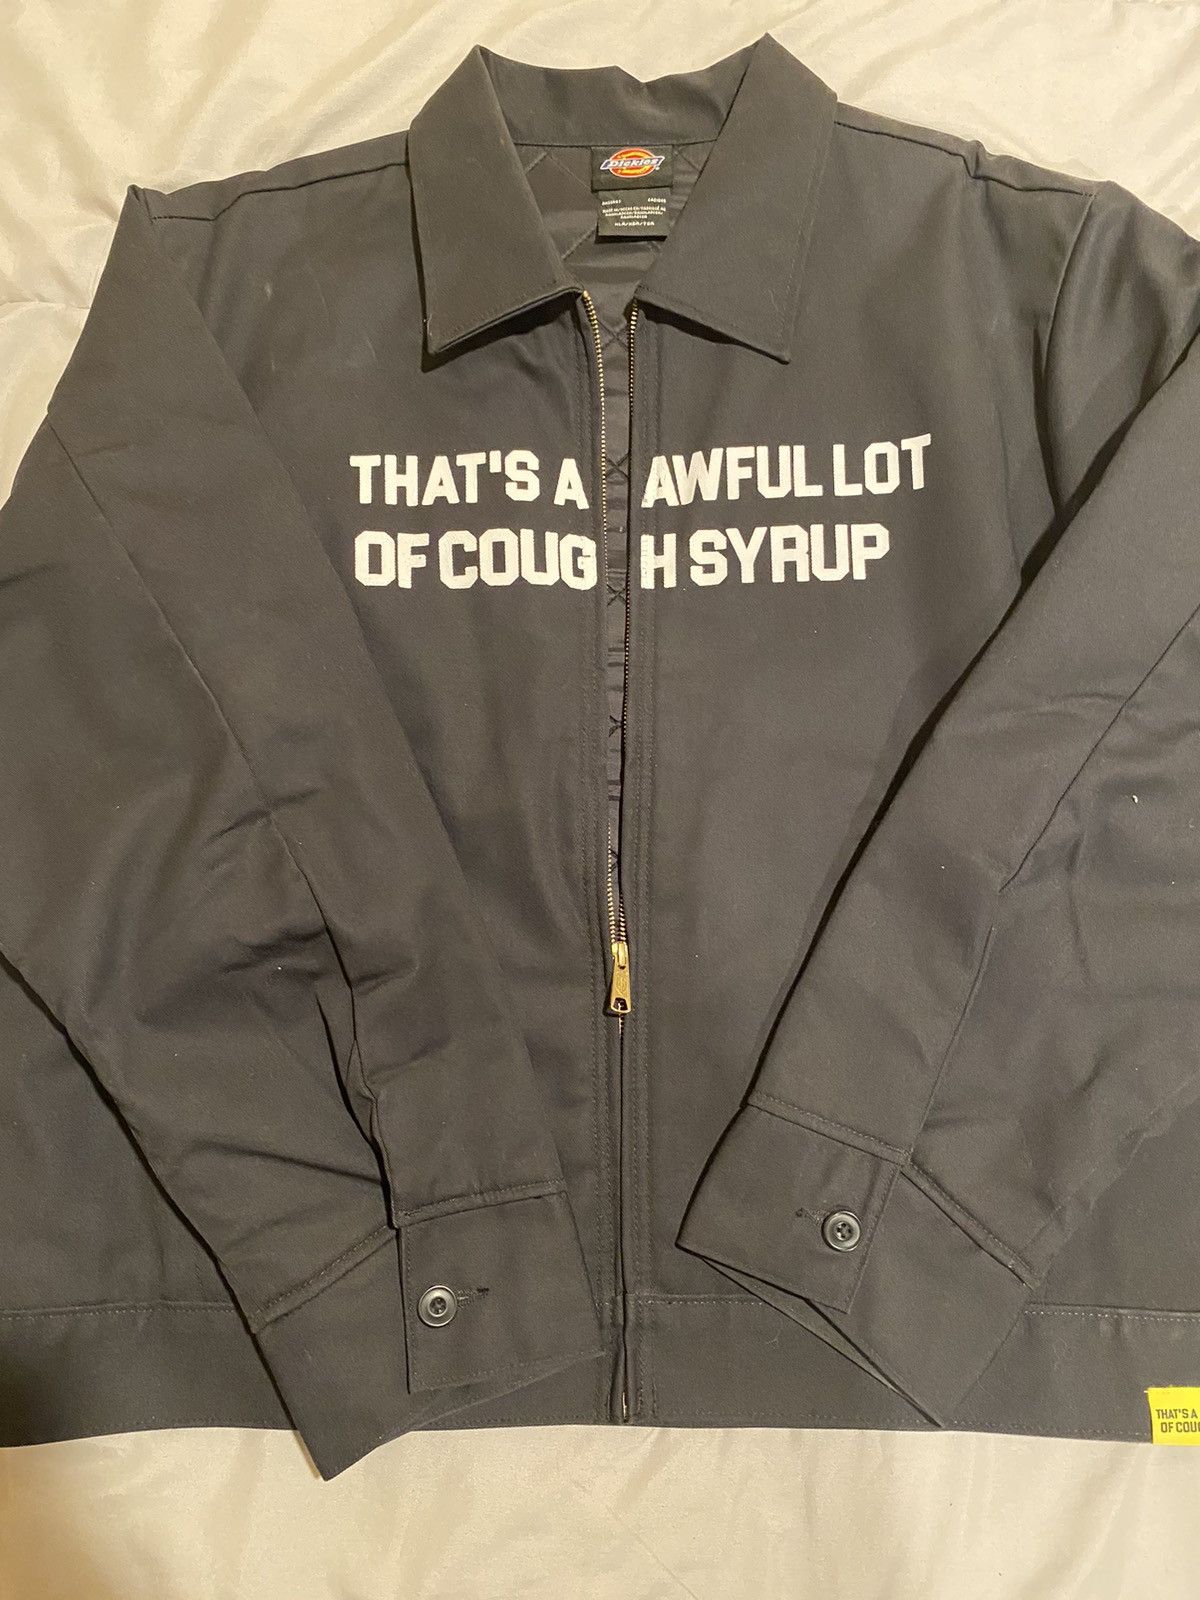 Dickies
THAT'S A AWFUL LOT
OF COUGH SYRUP
THAT'S A
OF COUG